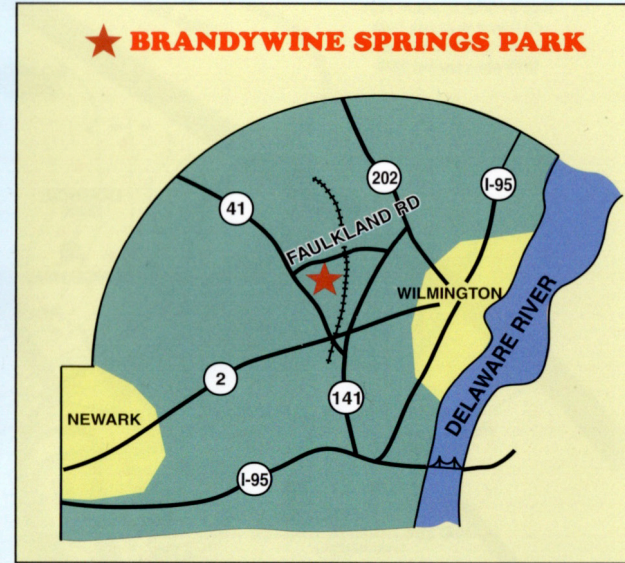 BRANDYWINE SPRINGS PARK
202
I-95
41
FAULKLAND RD
WILMINGTON
DELAWARE RIVER
2
141
NEWARK
I-95